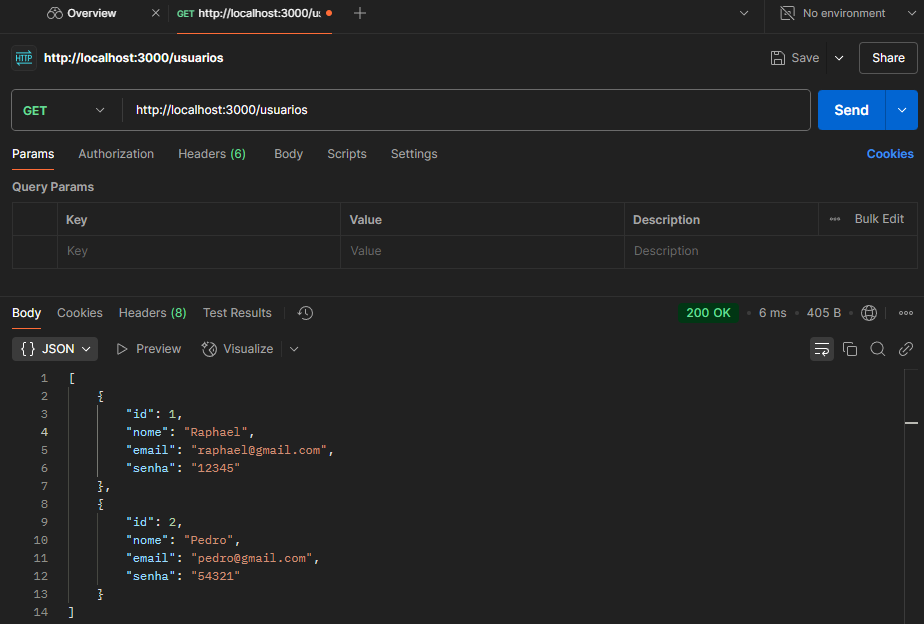 Overview GET http://localhost:3000/us No environment
HTTP http://localhost:3000/usuarios Save Share
GET http://localhost:3000/usuarios Send
Params Authorization Headers (6) Body Scripts Settings Cookies
Query Params
Key Value Description Bulk Edit
Key Value Description
Body Cookies Headers (8) Test Results 200 OK 6 ms 405 B
{} JSON Preview Visualize
1 [
2 {
3 "id": 1,
4 "nome": "Raphael",
5 "email": "raphael@gmail.com",
6 "senha": "12345"
7 },
8 {
9 "id": 2,
10 "nome": "Pedro",
11 "email": "pedro@gmail.com",
12 "senha": "54321"
13 }
14 ]